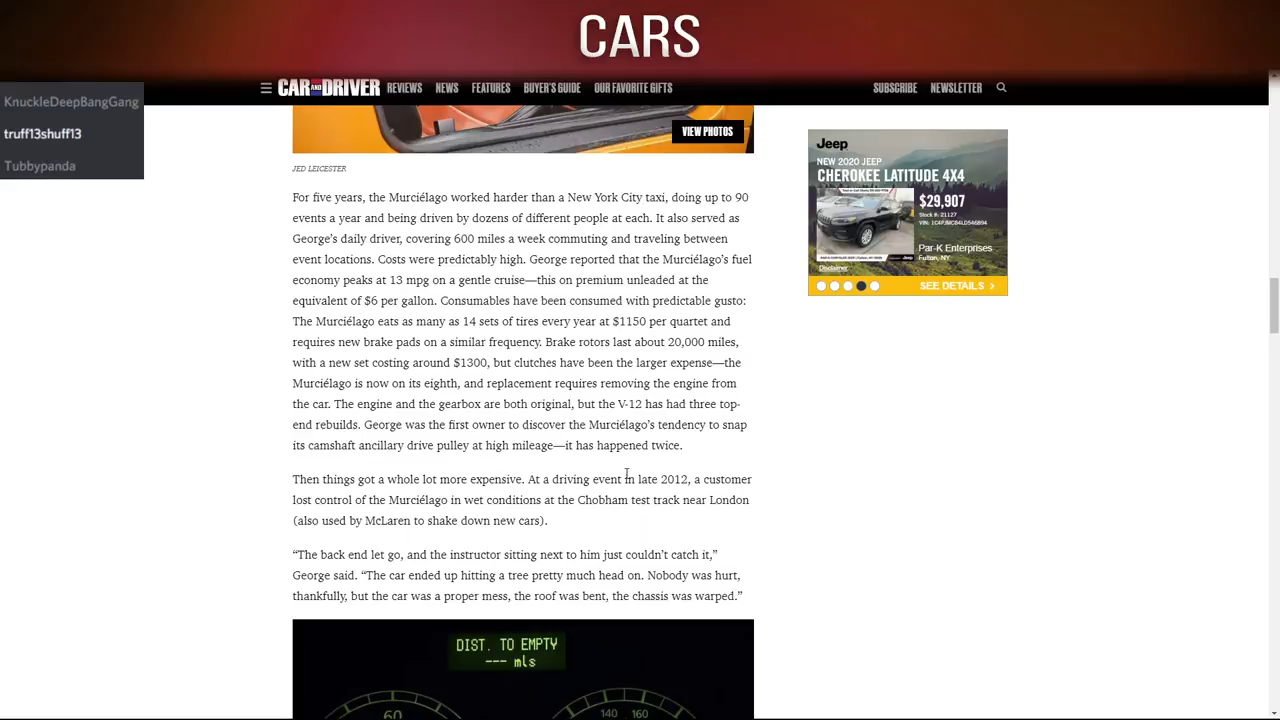 CARS
KnuckleDeepBangGang
truff13shuff13
Tubbypanda
CAR AND DRIVER
REVIEWS
NEWS
FEATURES
BUYER'S GUIDE
OUR FAVORITE GIFTS
SUBSCRIBE
NEWSLETTER
VIEW PHOTOS
JED LEICESTER
For five years, the Murciélago worked harder than a New York City taxi, doing up to 90
events a year and being driven by dozens of different people at each. It also served as
George's daily driver, covering 600 miles a week commuting and traveling between
event locations. Costs were predictably high. George reported that the Murciélago's fuel
economy peaks at 13 mpg on a gentle cruise—this on premium unleaded at the
equivalent of $6 per gallon. Consumables have been consumed with predictable gusto:
The Murciélago eats as many as 14 sets of tires every year at $1150 per quartet and
requires new brake pads on a similar frequency. Brake rotors last about 20,000 miles,
with a new set costing around $1300, but clutches have been the larger expense—the
Murciélago is now on its eighth, and replacement requires removing the engine from
the car. The engine and the gearbox are both original, but the V-12 has had three top-
end rebuilds. George was the first owner to discover the Murciélago's tendency to snap
its camshaft ancillary drive pulley at high mileage—it has happened twice.
Then things got a whole lot more expensive. At a driving event in late 2012, a customer
lost control of the Murciélago in wet conditions at the Chobham test track near London
(also used by McLaren to shake down new cars).
“The back end let go, and the instructor sitting next to him just couldn't catch it,”
George said. “The car ended up hitting a tree pretty much head on. Nobody was hurt,
thankfully, but the car was a proper mess, the roof was bent, the chassis was warped.”
DIST. TO EMPTY
--- mls
60
140
160
Jeep
NEW 2020 JEEP
CHEROKEE LATITUDE 4X4
$29,907
Stock #: 21127
VIN: 1C4PJMCB4LD546894
Par-K Enterprises
Fulton, NY
Disclaimer
SEE DETAILS